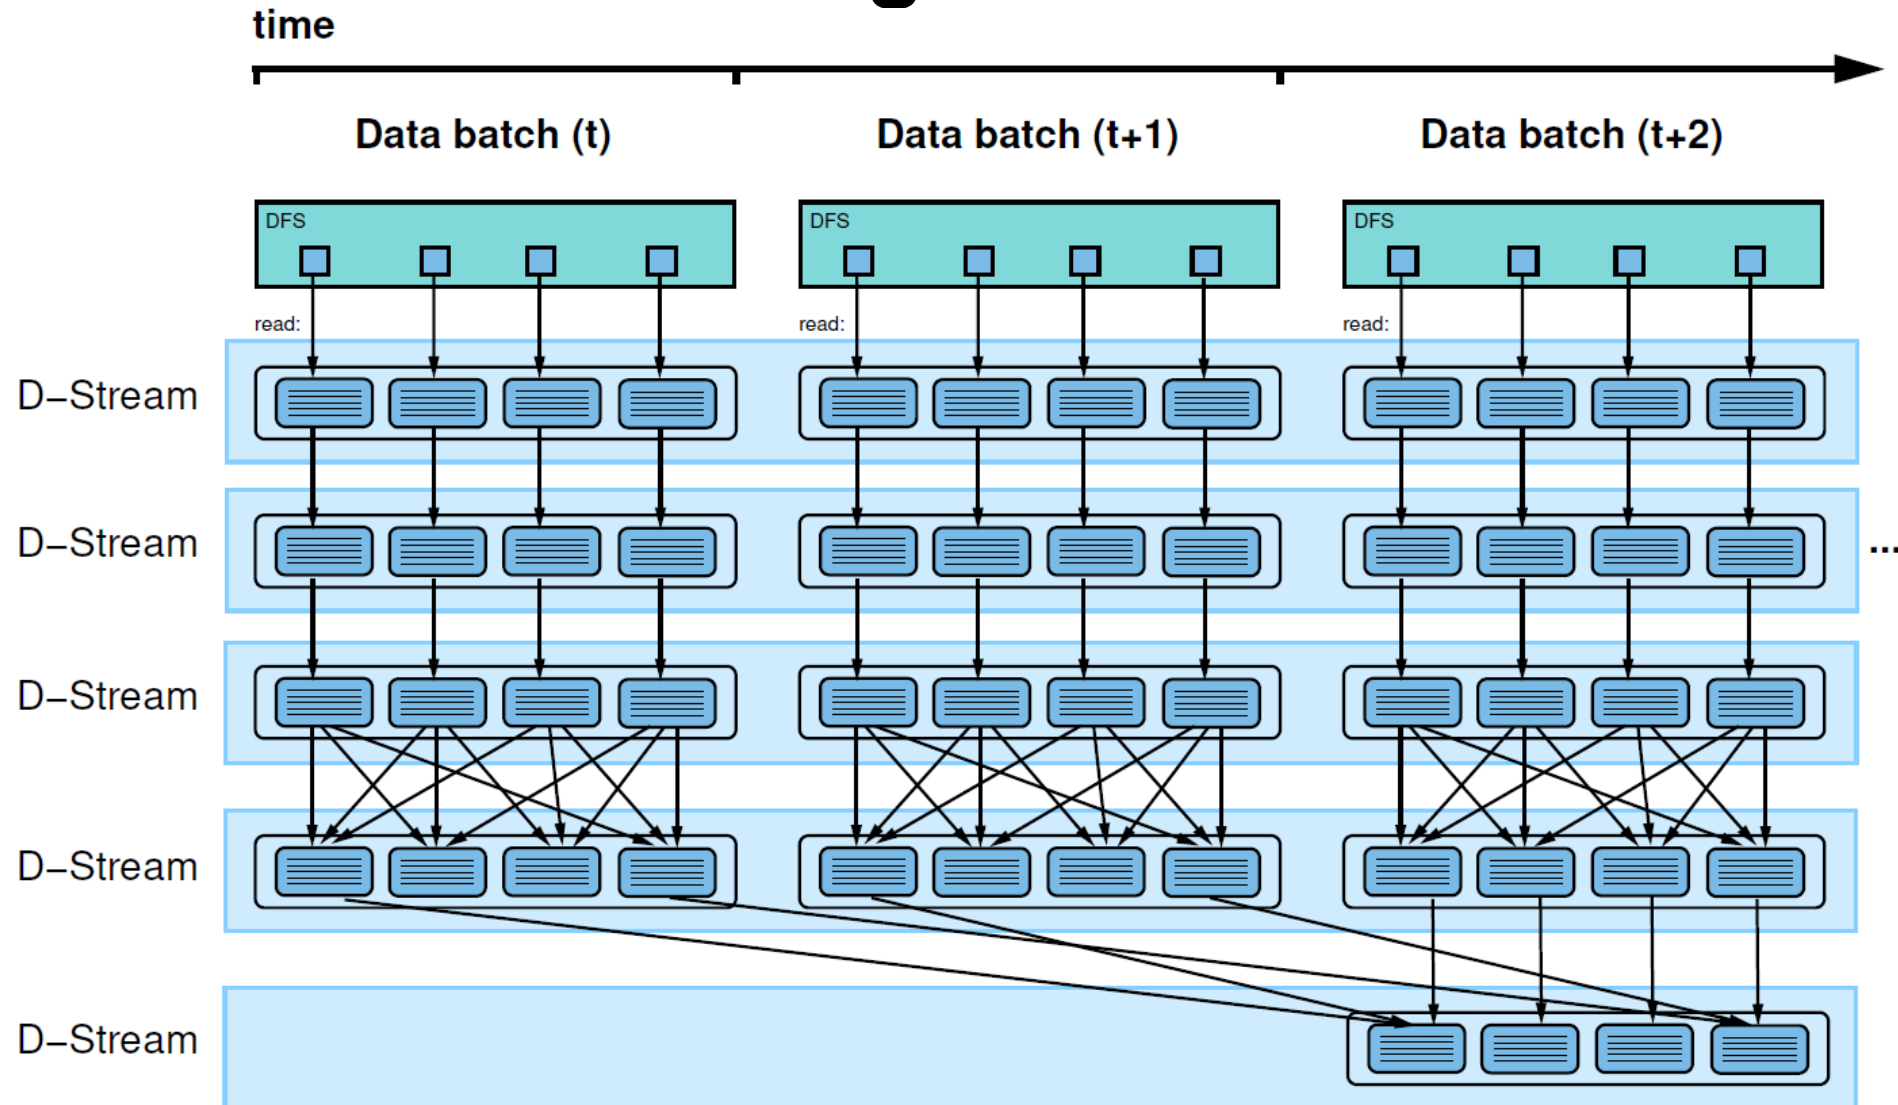 time
Data batch (t)
Data batch (t+1)
Data batch (t+2)
DFS
DFS
DFS
read:
read:
read:
D–Stream
D–Stream
...
D–Stream
D–Stream
D–Stream